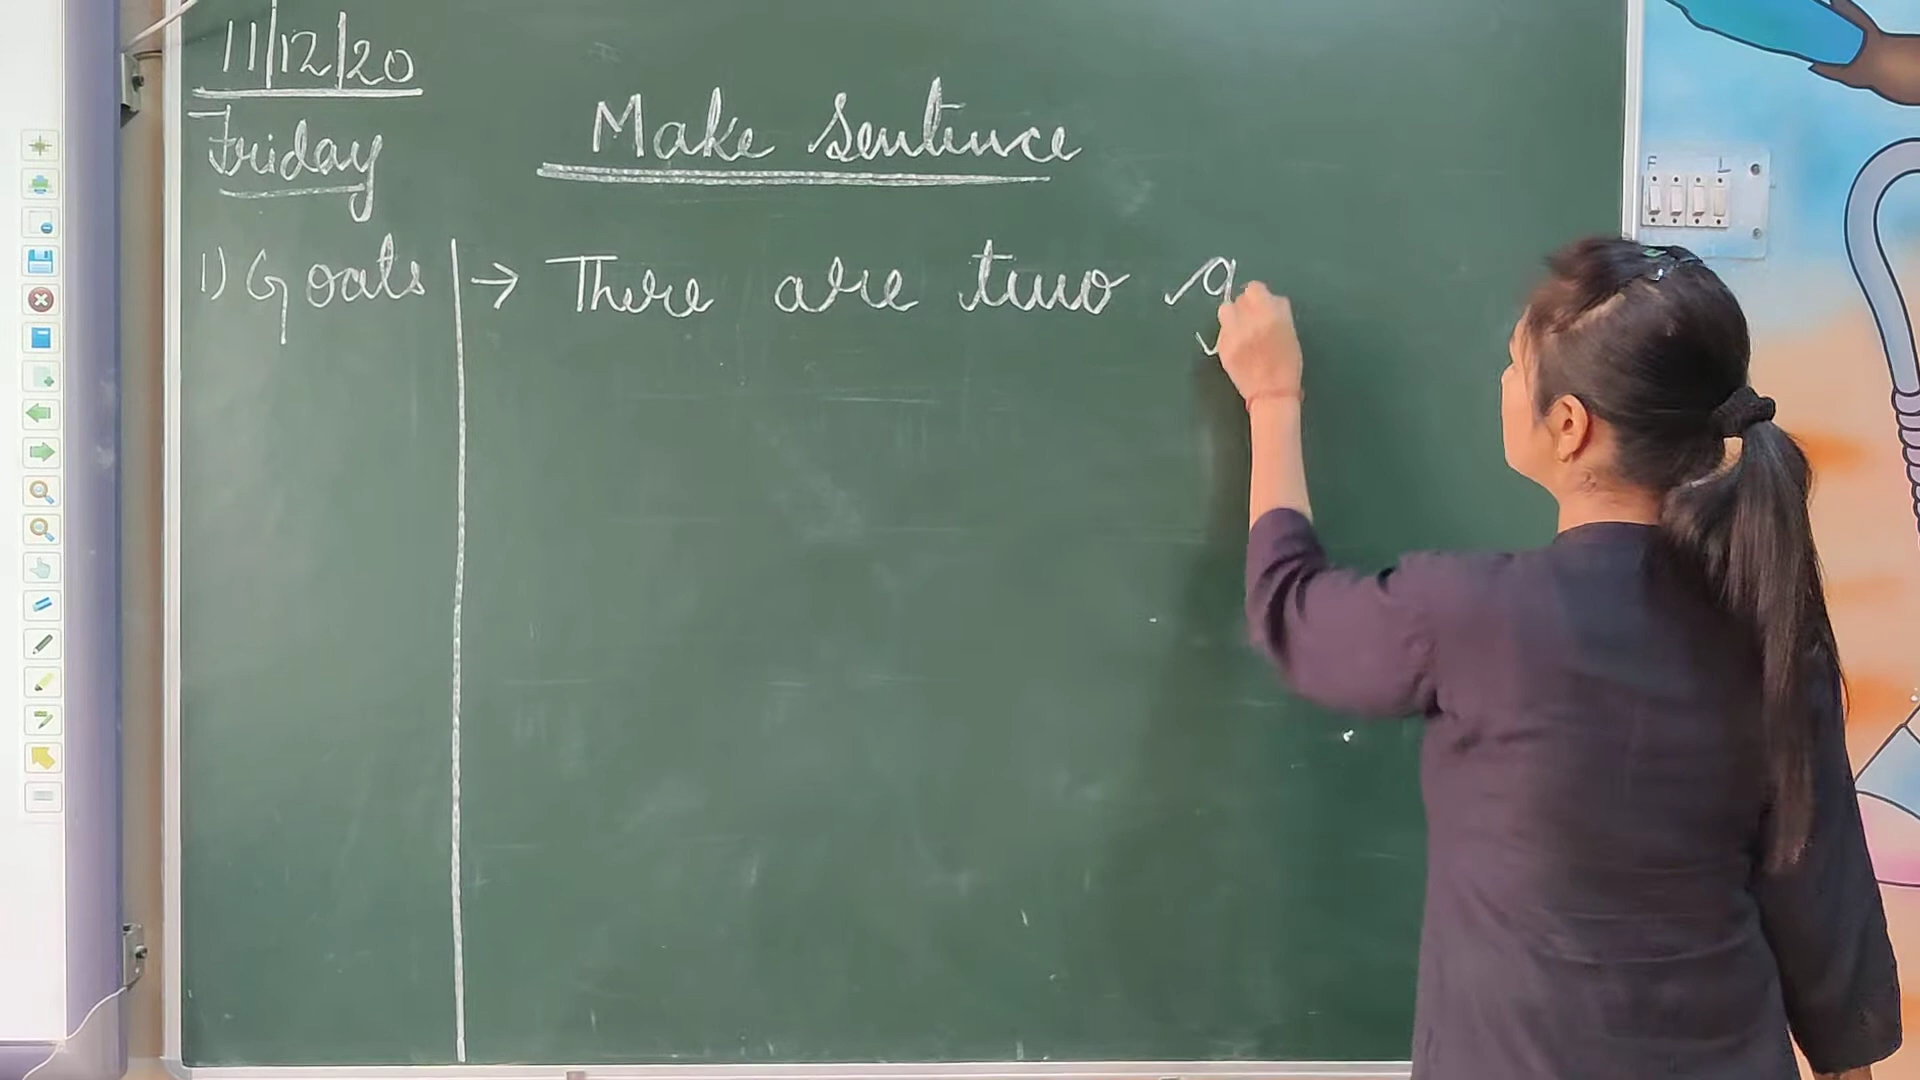 11/12/20
Friday
Make Sentence
1) Goats → There are two g
F L